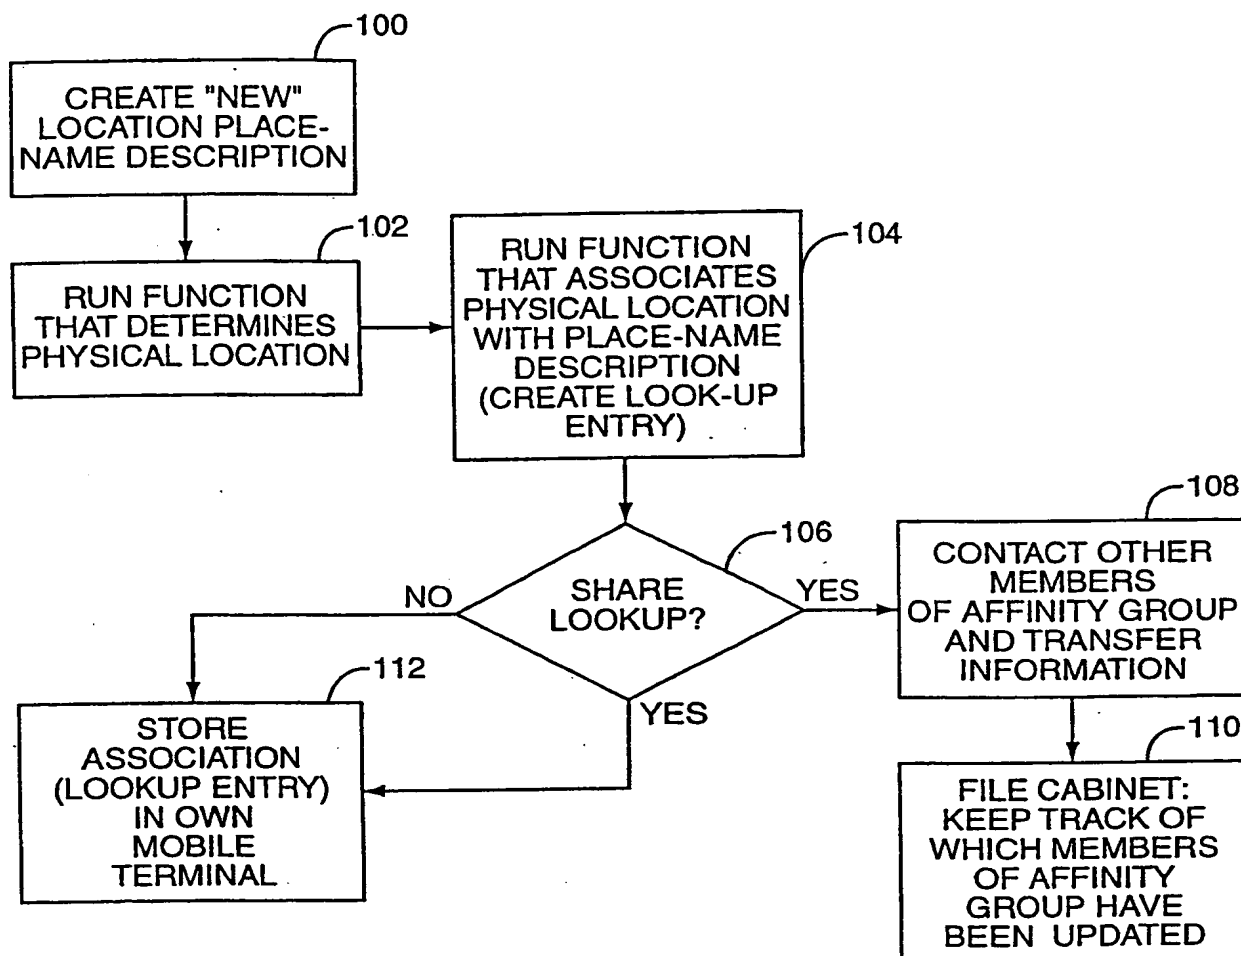 100
CREATE "NEW"
LOCATION PLACE-
NAME DESCRIPTION
102
RUN FUNCTION
THAT DETERMINES
PHYSICAL LOCATION
104
RUN FUNCTION
THAT ASSOCIATES
PHYSICAL LOCATION
WITH PLACE-NAME
DESCRIPTION
(CREATE LOOK-UP
ENTRY)
106
SHARE
LOOKUP?
NO
YES
YES
108
CONTACT OTHER
MEMBERS
OF AFFINITY GROUP
AND TRANSFER
INFORMATION
110
FILE CABINET:
KEEP TRACK OF
WHICH MEMBERS
OF AFFINITY
GROUP HAVE
BEEN UPDATED
112
STORE
ASSOCIATION
(LOOKUP ENTRY)
IN OWN
MOBILE
TERMINAL